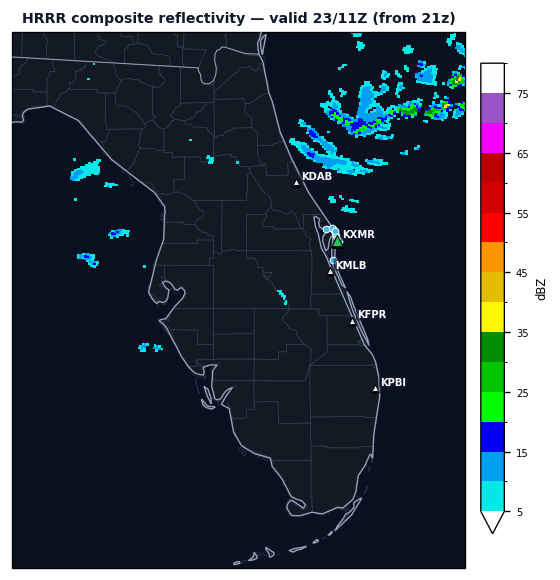 HRRR composite reflectivity — valid 23/11Z (from 21z)
KDAB
KXMR
KMLB
KFPR
KPBI
75
65
55
45
35
25
15
5
dBZ